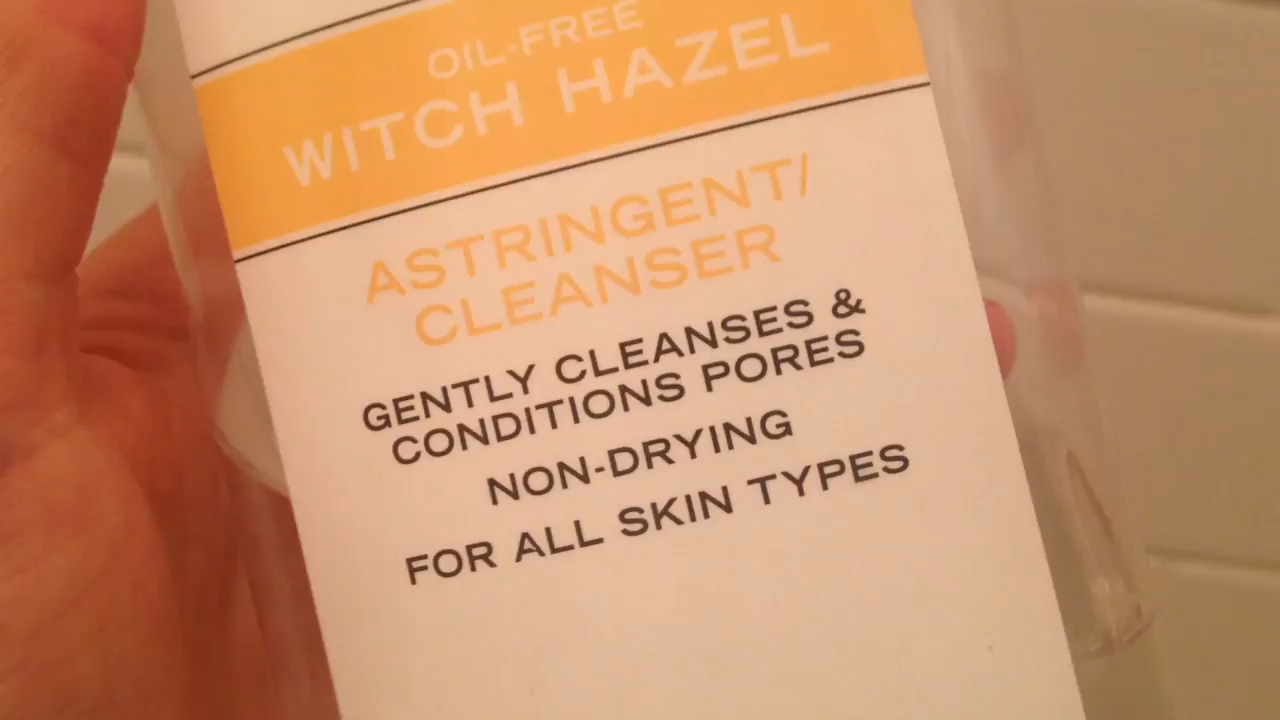 OIL-FREE
WITCH HAZEL
ASTRINGENT/
CLEANSER
GENTLY CLEANSES &
CONDITIONS PORES
NON-DRYING
FOR ALL SKIN TYPES